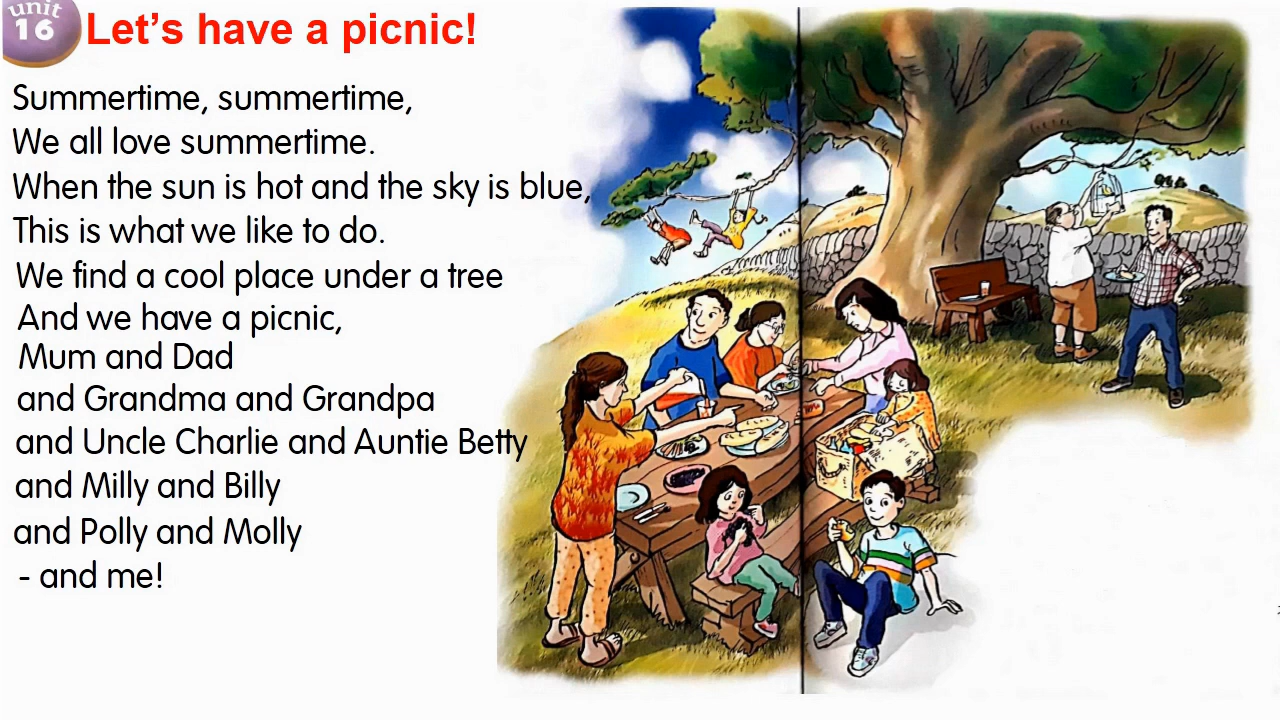 unit
16
Let's have a picnic!
Summertime, summertime,
We all love summertime.
When the sun is hot and the sky is blue,
This is what we like to do.
We find a cool place under a tree
And we have a picnic,
Mum and Dad
and Grandma and Grandpa
and Uncle Charlie and Auntie Betty
and Milly and Billy
and Polly and Molly
- and me!